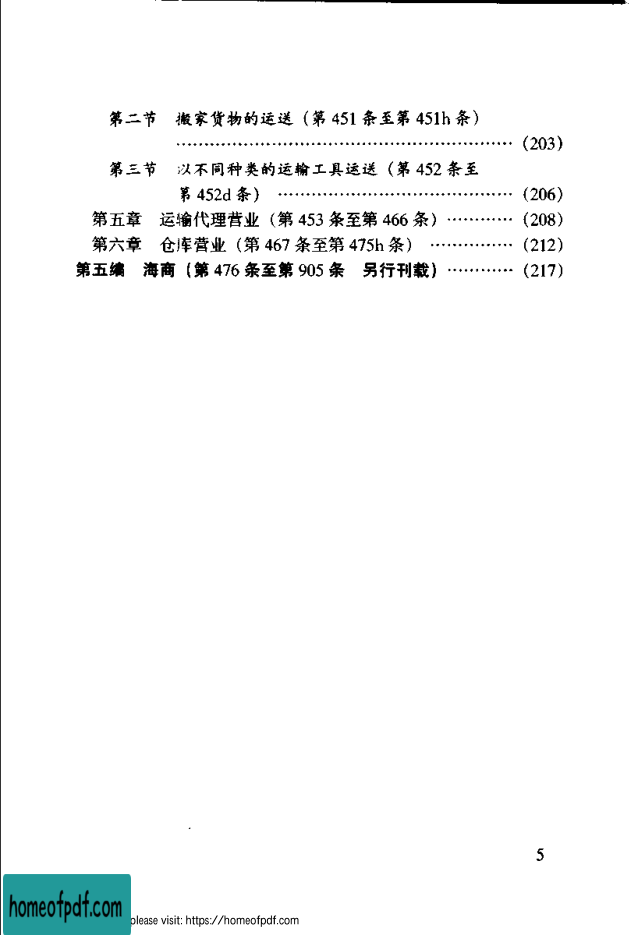 第二节 搬家货物的运送（第 451 条至第 451h 条）
………………………………………………… (203)
第三节 以不同种类的运输工具运送（第 452 条至
第 452d 条） ………………………………… (206)
第五章 运输代理营业（第 453 条至第 466 条）………… (208)
第六章 仓库营业（第 467 条至第 475h 条） …………… (212)
第五编 海商（第 476 条至第 905 条 另行刊载）………… (217)
5
homeofpdf.com
please visit: https://homeofpdf.com